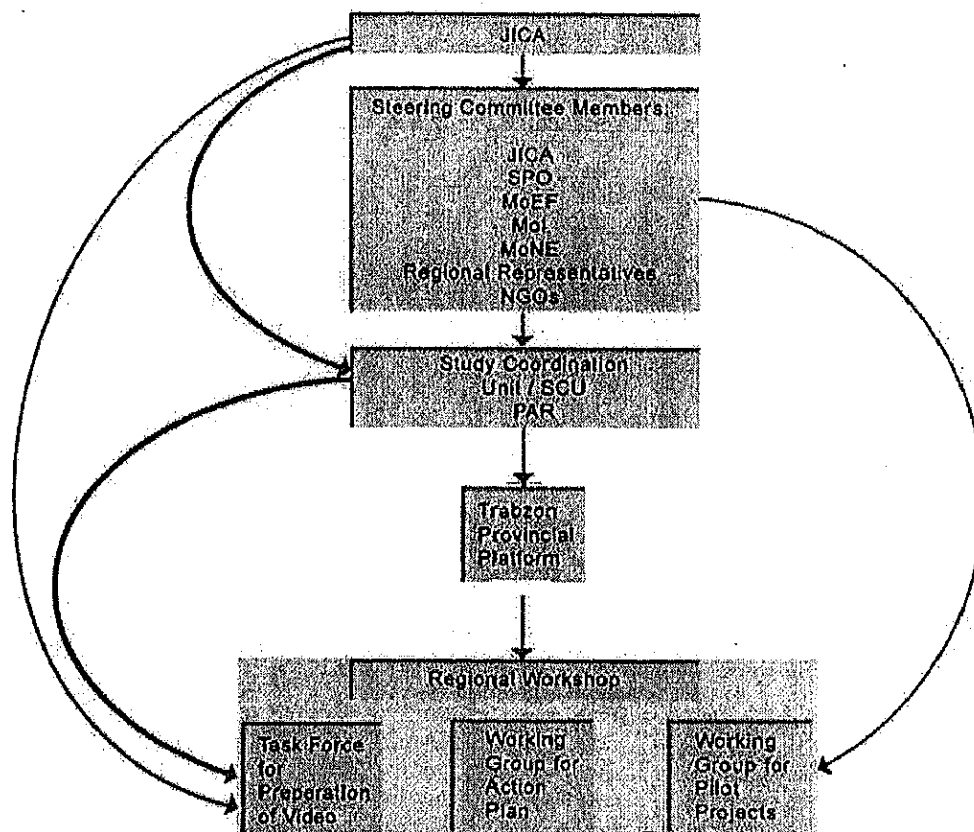 JICA
Steering Committee Members:
JICA
SPO
MoEF
MoI
MoNE
Regional Representatives
NGOs
Study Coordination
Unit / SCU
PAR
Trabzon
Provincial
Platform
Regional Workshop
Task Force
for
Preparation
of Video
Working
Group for
Action
Plan
Working
Group for
Pilot
Projects